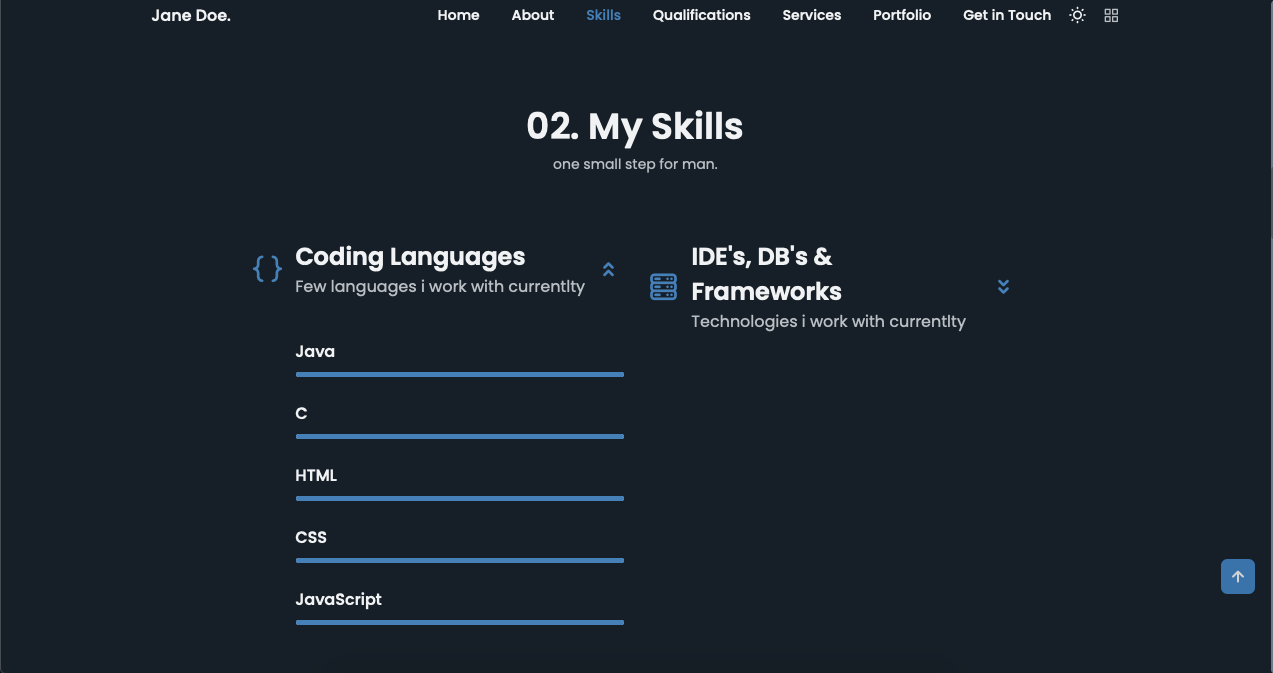 Jane Doe.
Home About Skills Qualifications Services Portfolio Get in Touch
02. My Skills
one small step for man.
Coding Languages
Few languages i work with currentlty
Java
C
HTML
CSS
JavaScript
IDE's, DB's &
Frameworks
Technologies i work with currentlty